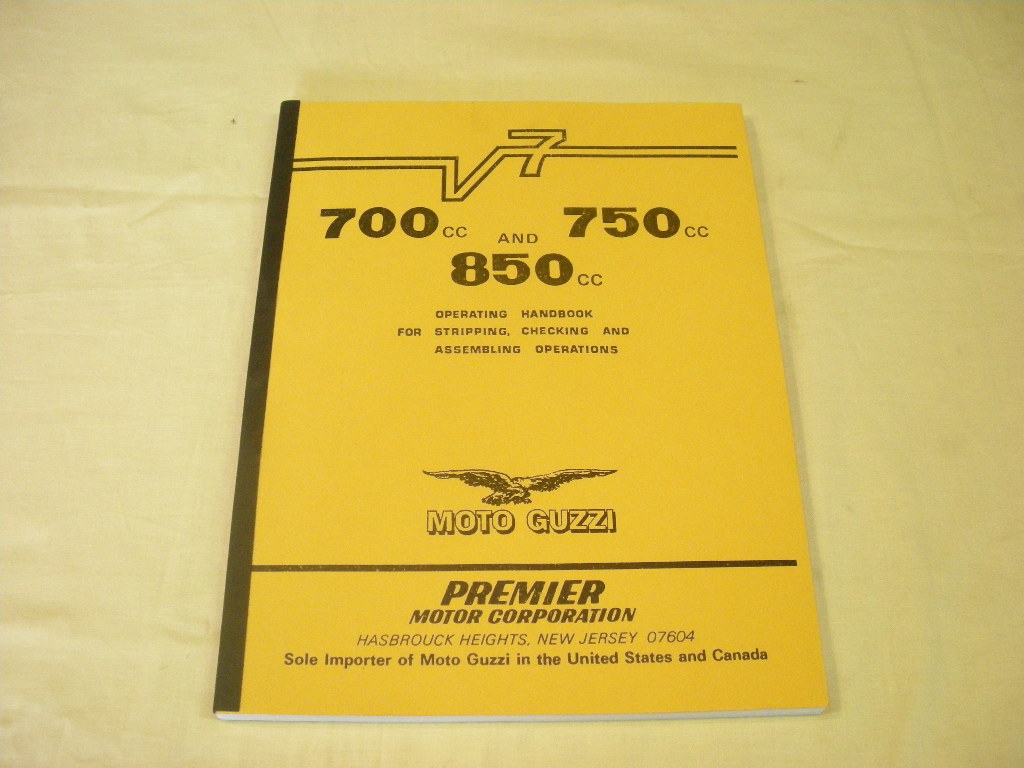 V7
700cc AND 750cc
850cc
OPERATING HANDBOOK
FOR STRIPPING, CHECKING AND
ASSEMBLING OPERATIONS
MOTO GUZZI
PREMIER
MOTOR CORPORATION
HASBROUCK HEIGHTS, NEW JERSEY 07604
Sole Importer of Moto Guzzi in the United States and Canada